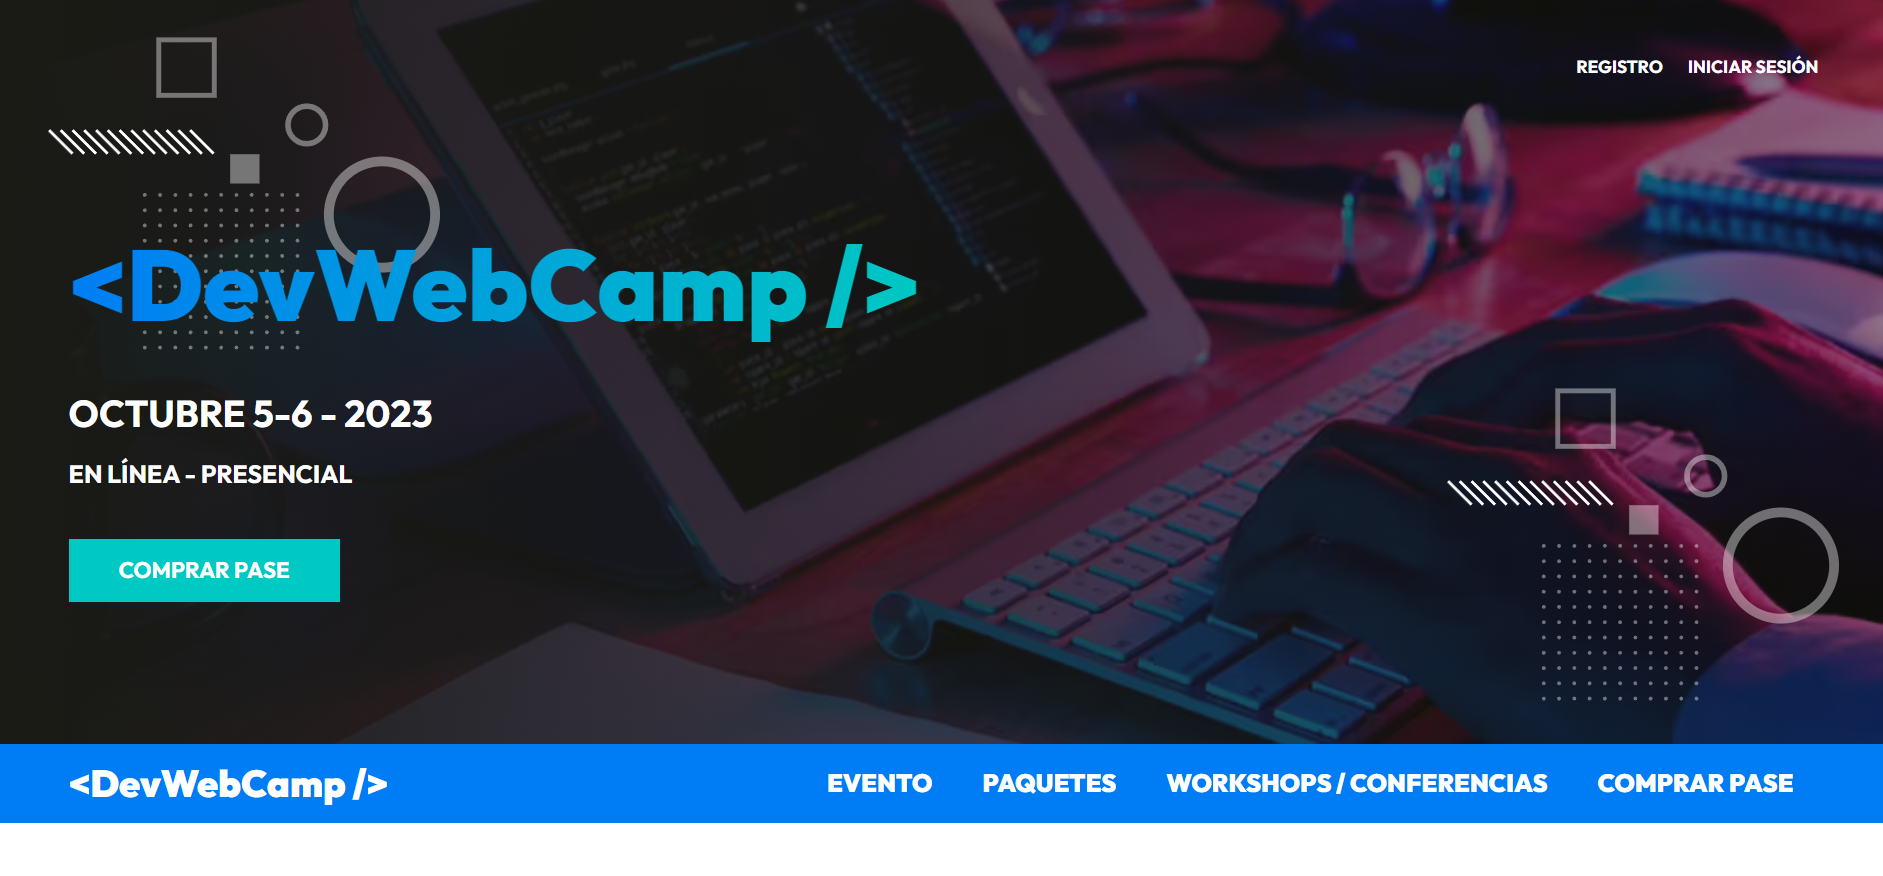 REGISTRO INICIAR SESIÓN
<DevWebCamp />
OCTUBRE 5-6 - 2023
EN LÍNEA - PRESENCIAL
COMPRAR PASE
<DevWebCamp /> EVENTO PAQUETES WORKSHOPS / CONFERENCIAS COMPRAR PASE